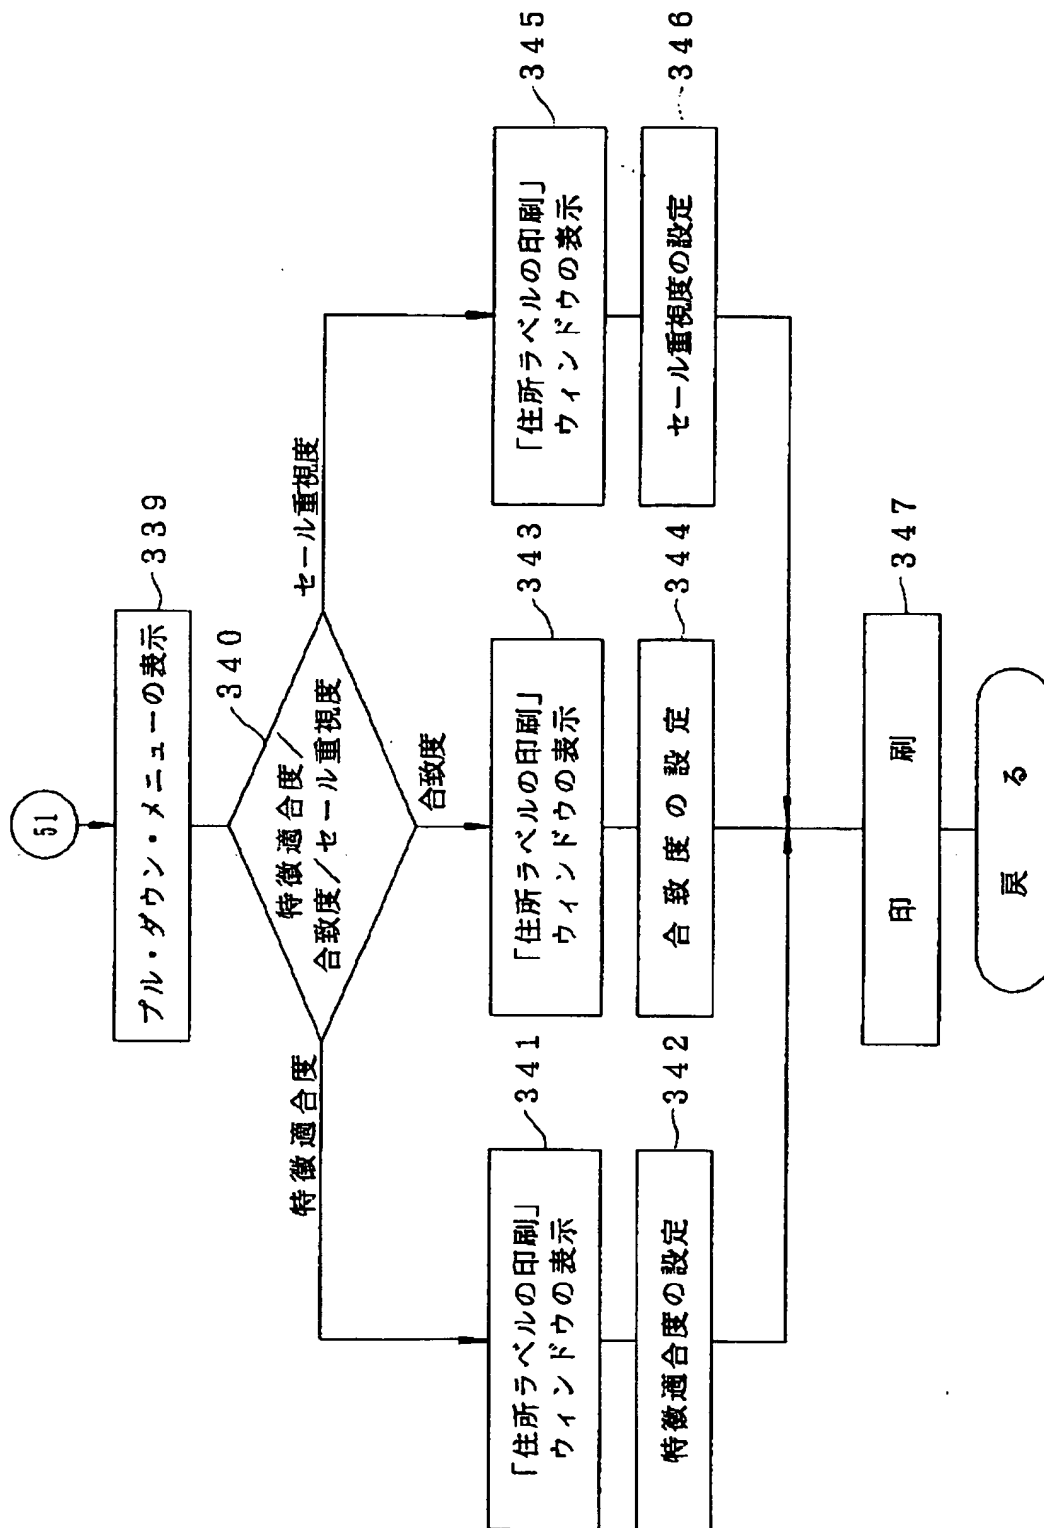 51
プル・ダウン・メニューの表示
339
特徴適合度／
合致度／セール重視度
340
特徴適合度
合致度
セール重視度
「住所ラベルの印刷」
ウィンドウの表示
341
「住所ラベルの印刷」
ウィンドウの表示
343
「住所ラベルの印刷」
ウィンドウの表示
345
特徴適合度の設定
342
合致度の設定
344
セール重視度の設定
346
印刷
347
戻る